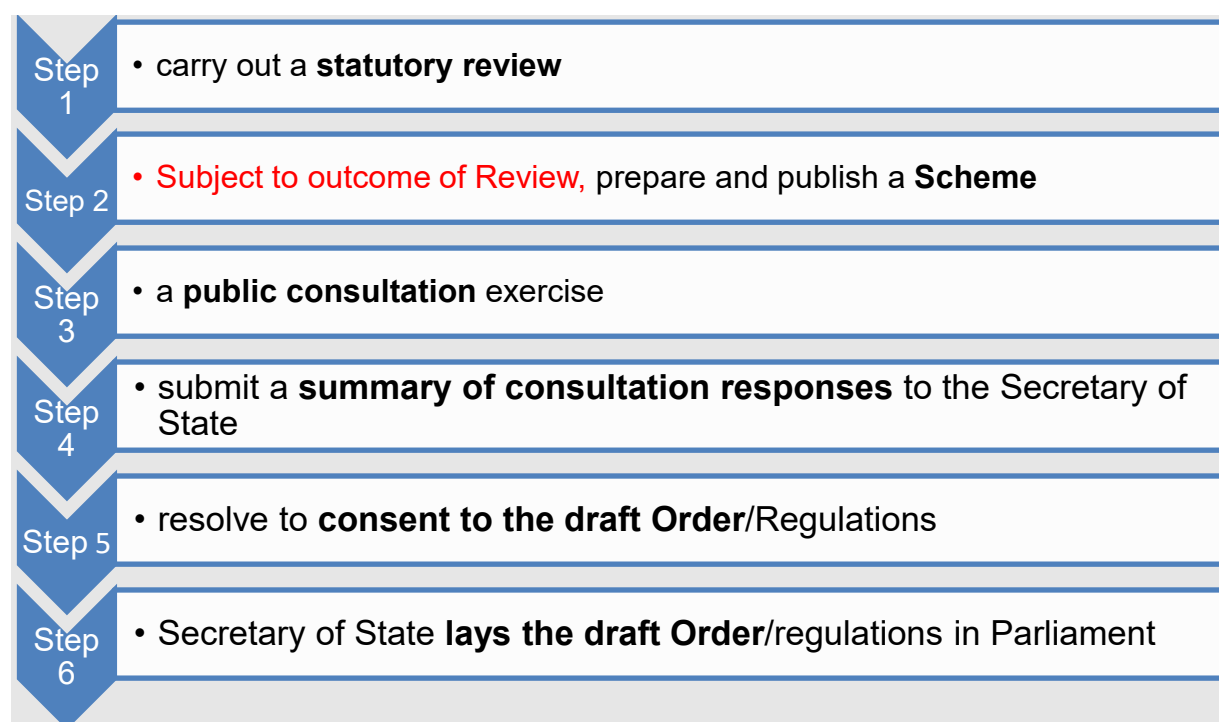 Step
1
• carry out a statutory review
Step 2
• Subject to outcome of Review, prepare and publish a Scheme
Step
3
• a public consultation exercise
Step
4
• submit a summary of consultation responses to the Secretary of
State
Step 5
• resolve to consent to the draft Order/Regulations
Step
6
• Secretary of State lays the draft Order/regulations in Parliament